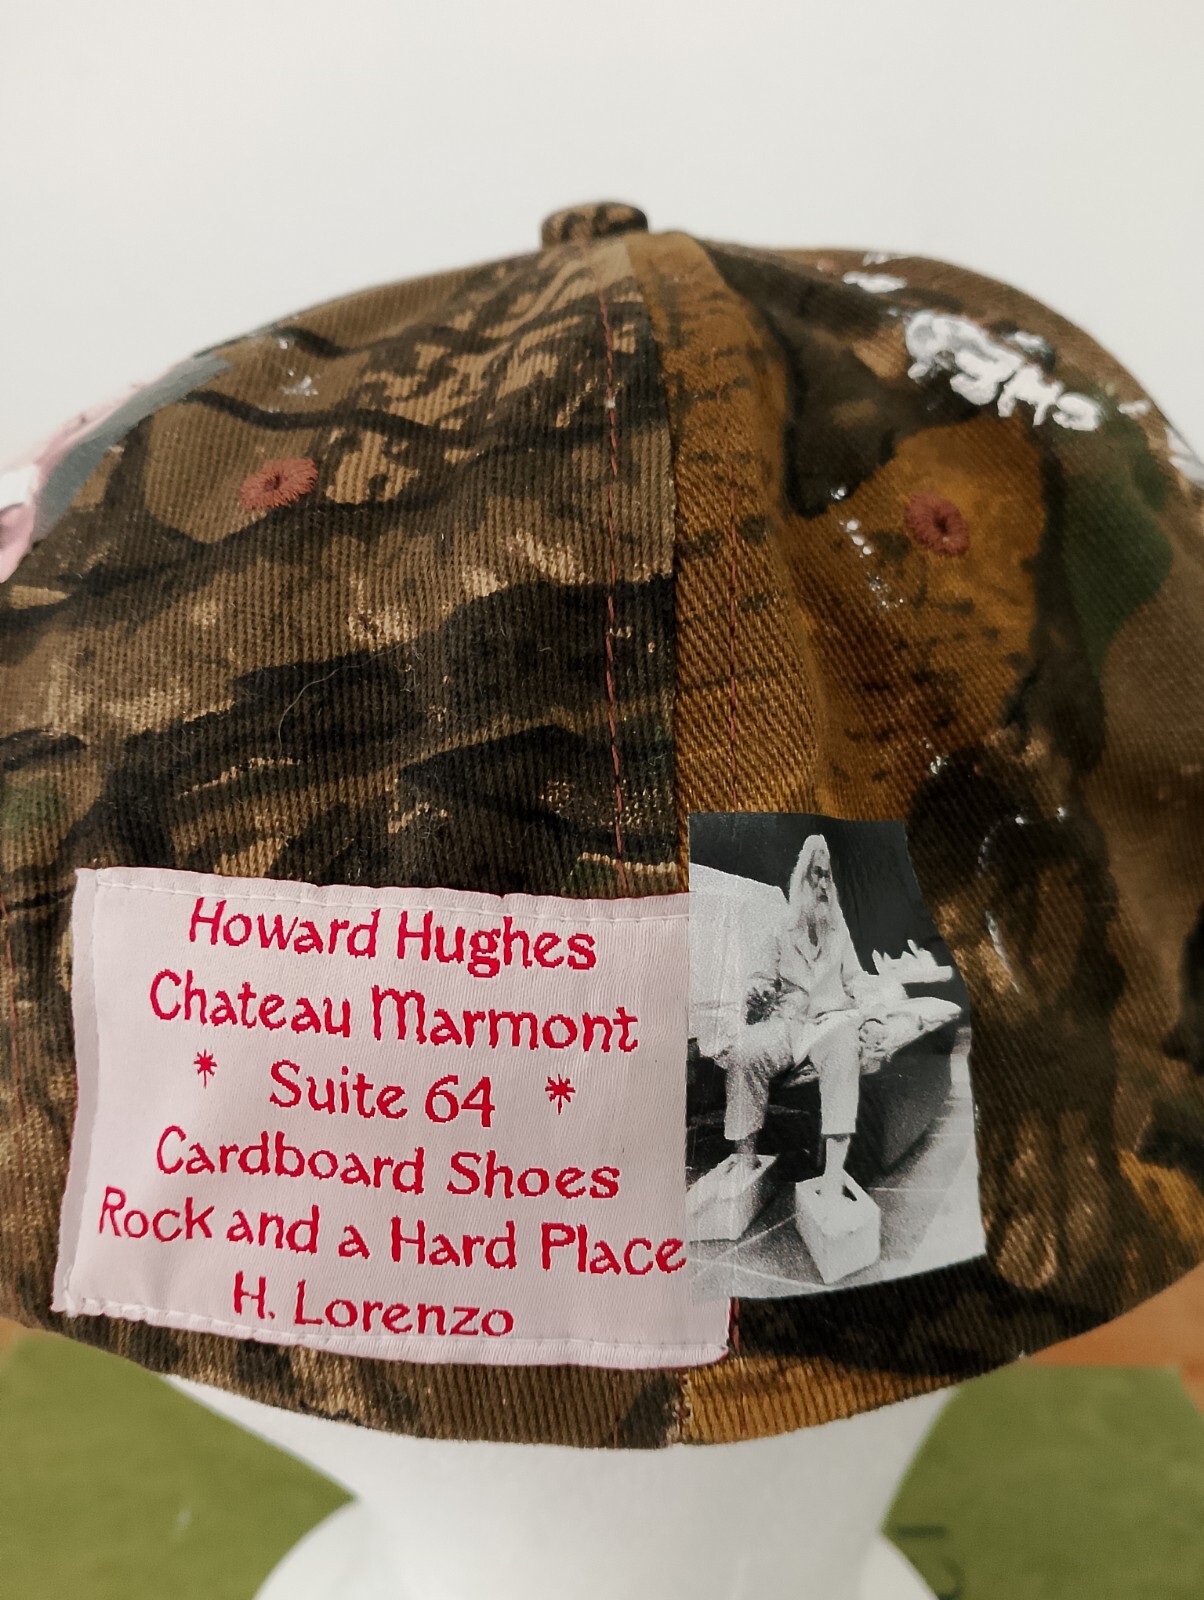 Howard Hughes
Chateau Marmont
* Suite 64 *
Cardboard Shoes
Rock and a Hard Place
H. Lorenzo